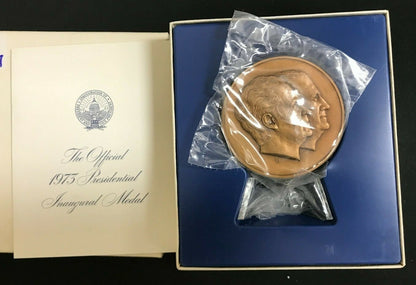 The Official
1973 Presidential
Inaugural Medal